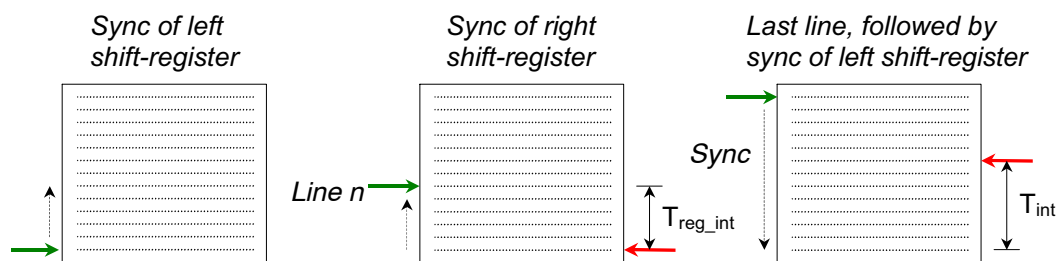 Sync of left
shift-register
Sync of right
shift-register
Last line, followed by
sync of left shift-register
Line n
T_reg_int
Sync
T_int